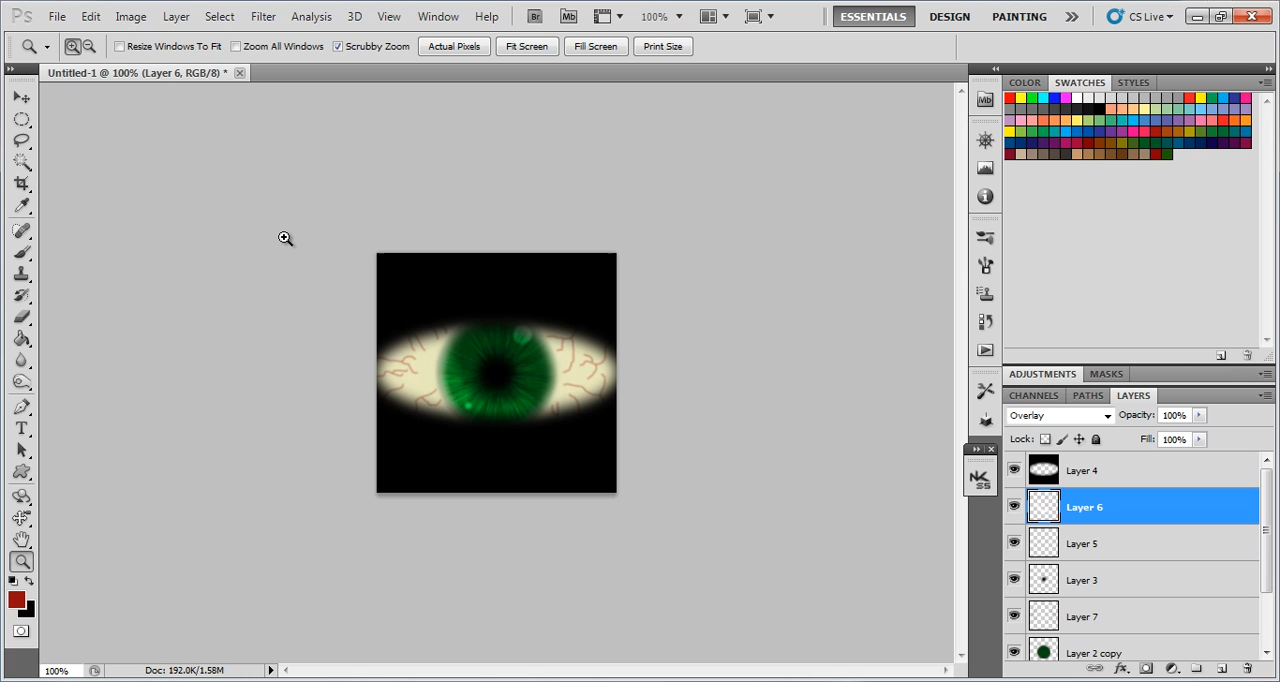 Ps File Edit Image Layer Select Filter Analysis 3D View Window Help Br Mb 100% ESSENTIALS DESIGN PAINTING CS Live
Resize Windows To Fit Zoom All Windows Scrubby Zoom Actual Pixels Fit Screen Fill Screen Print Size
Untitled-1 @ 100% (Layer 6, RGB/8) *
COLOR SWATCHES STYLES
Mb
ADJUSTMENTS MASKS
CHANNELS PATHS LAYERS
Overlay Opacity: 100%
Lock: Fill: 100%
Layer 4
Layer 6
Layer 5
Layer 3
Layer 7
Layer 2 copy
T
100% Doc: 192.0K/1.58M
fx